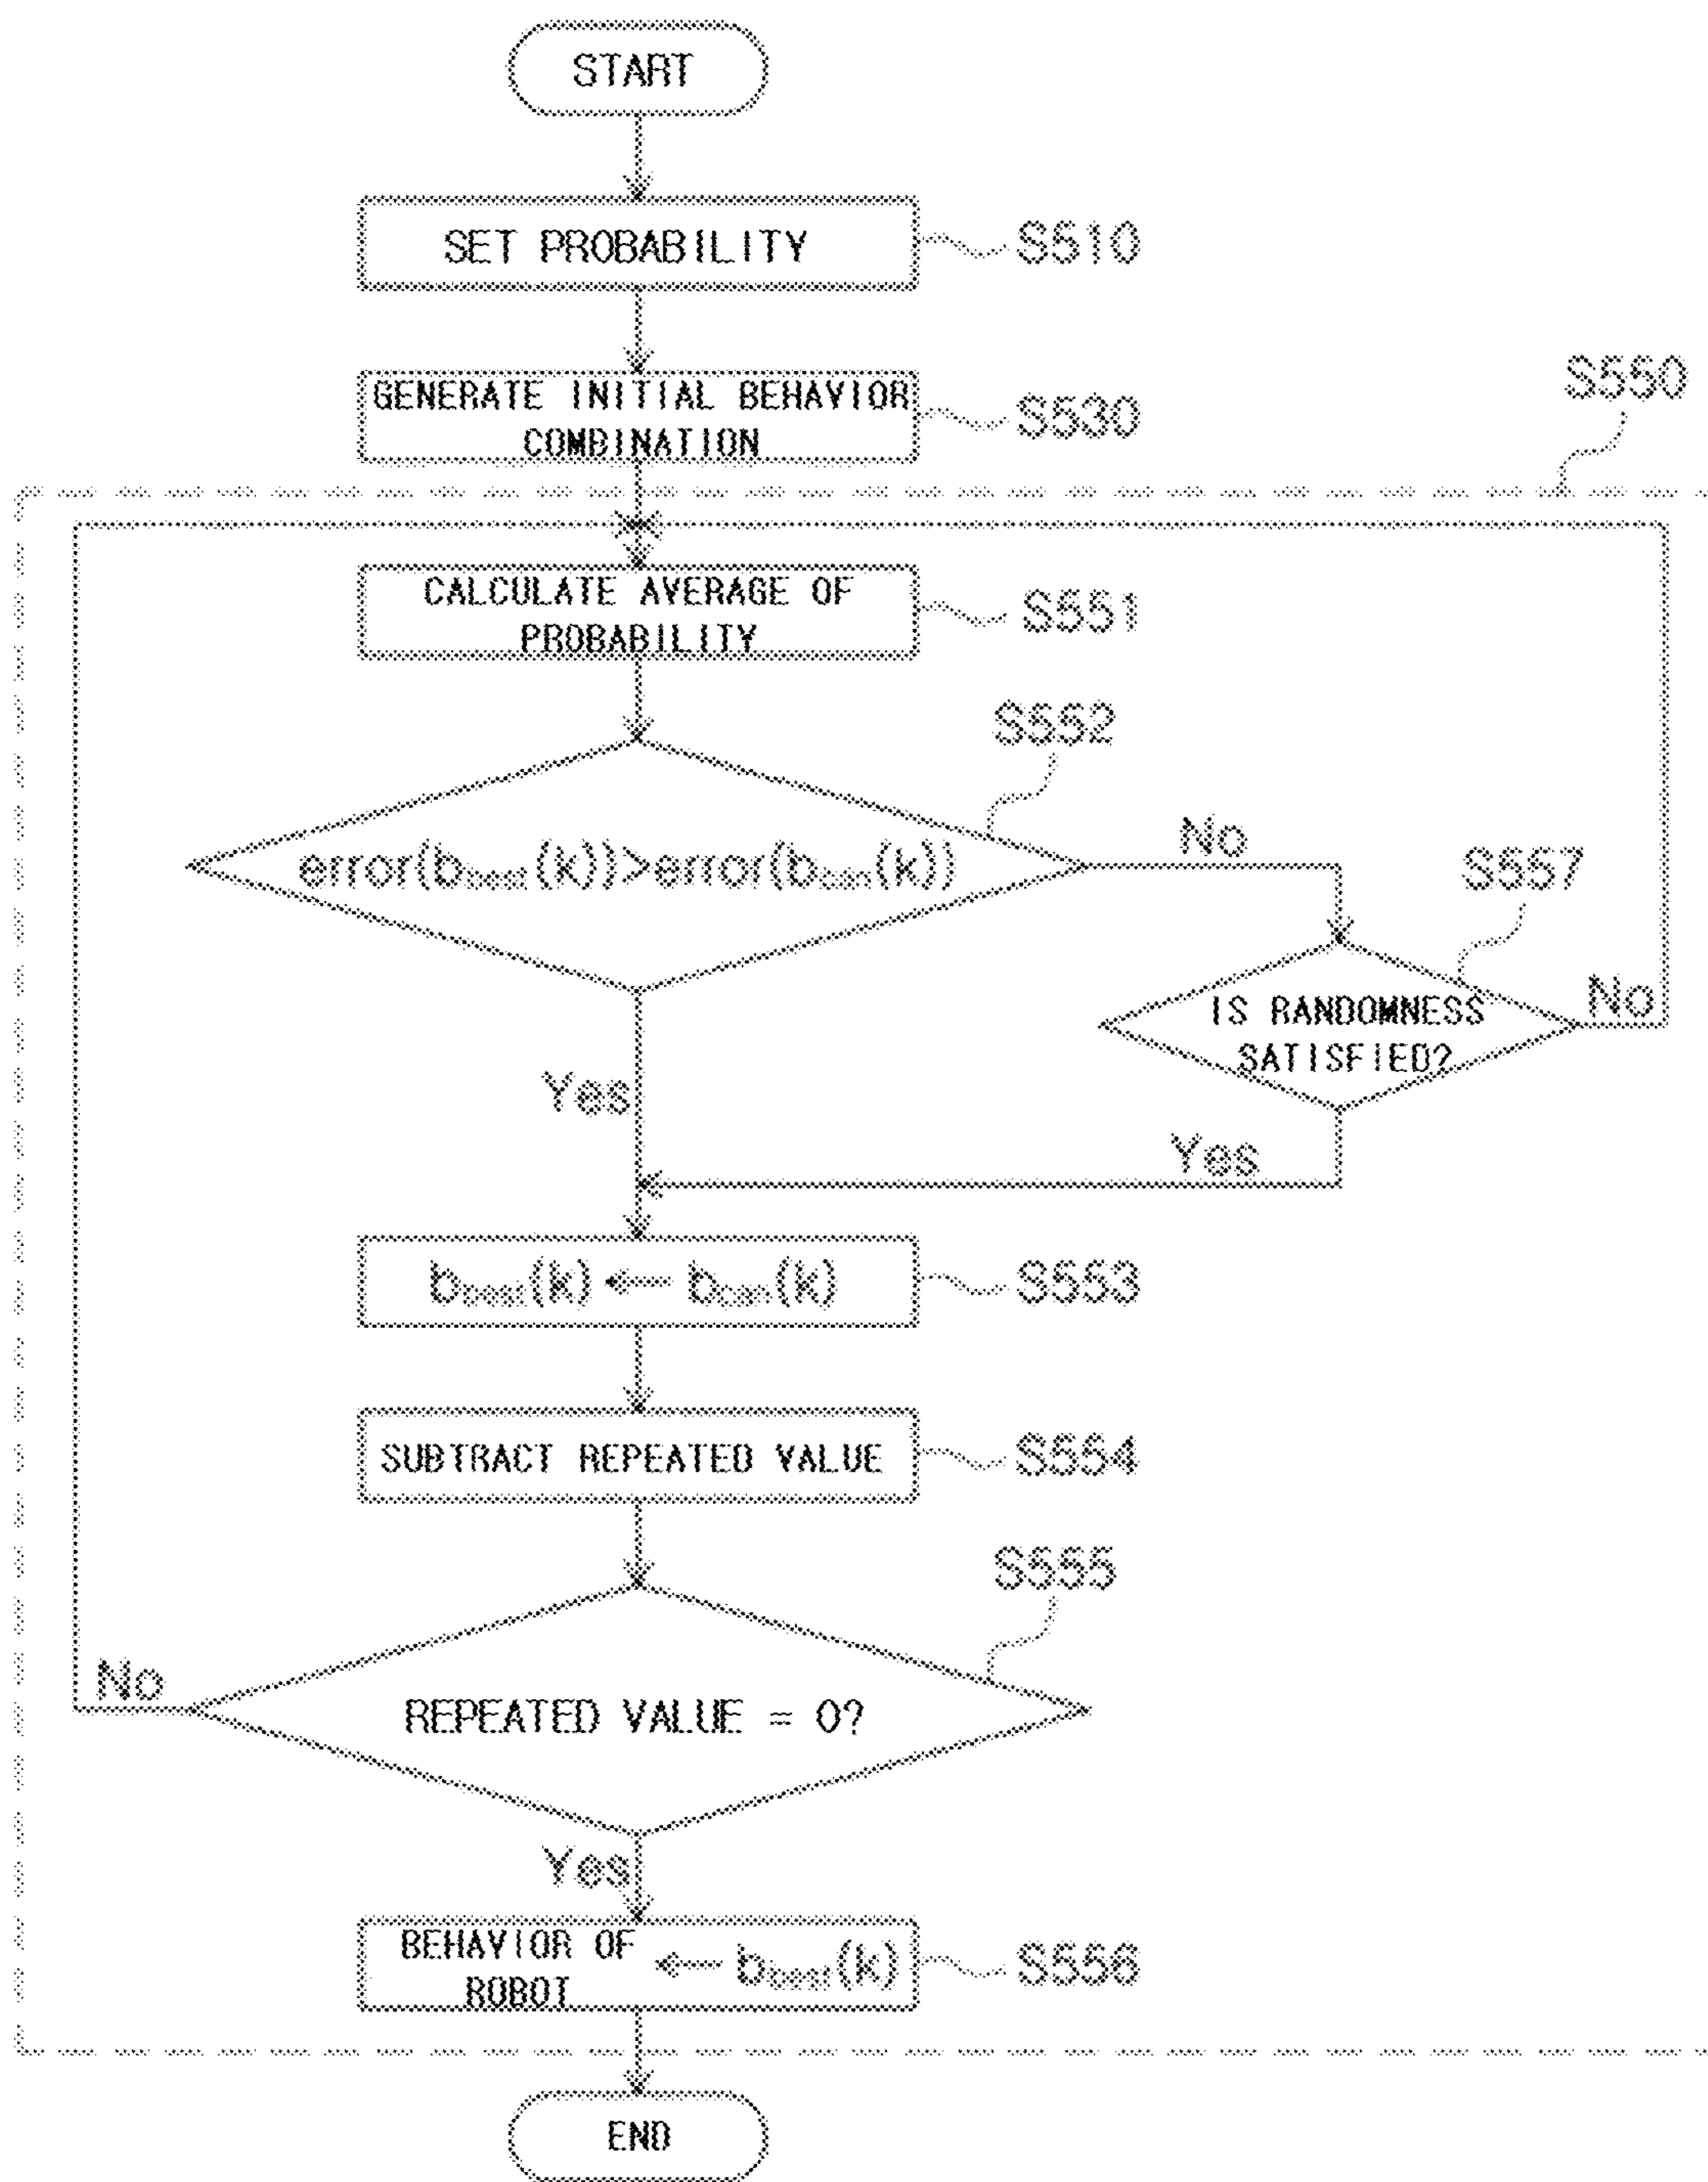 START
SET PROBABILITY
S510
GENERATE INITIAL BEHAVIOR
COMBINATION
S530
S550
CALCULATE AVERAGE OF
PROBABILITY
S551
S552
error(bbest(k))>error(bcan(k))
No
S557
IS RANDOMNESS
SATISFIED?
No
Yes
Yes
bbest(k) ← bcan(k)
S553
SUBTRACT REPEATED VALUE
S554
S555
No
REPEATED VALUE = 0?
Yes
BEHAVIOR OF
ROBOT
← bbest(k)
S556
END